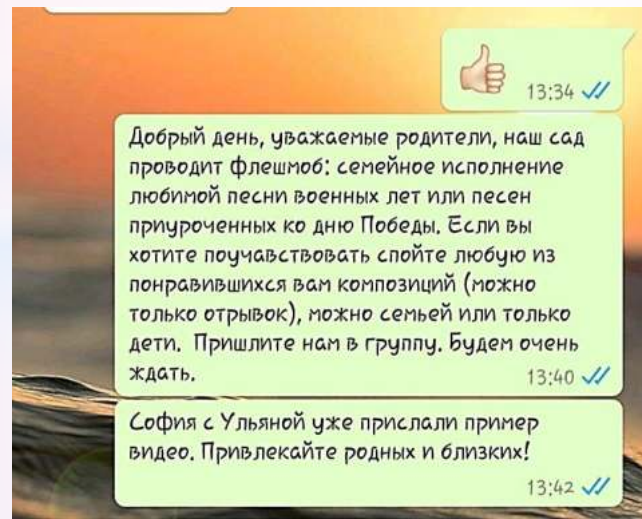 13:34
Добрый день, уважаемые родители, наш сад
проводит флешмоб: семейное исполнение
любимой песни военных лет или песен
приуроченных ко дню Победы. Если вы
хотите поучавствовать спойте любую из
понравившихся вам композиций (можно
только отрывок), можно семьей или только
дети. Пришлите нам в группу. Будем очень
ждать.
13:40
София с Ульяной уже прислали пример
видео. Привлекайте родных и близких!
13:42